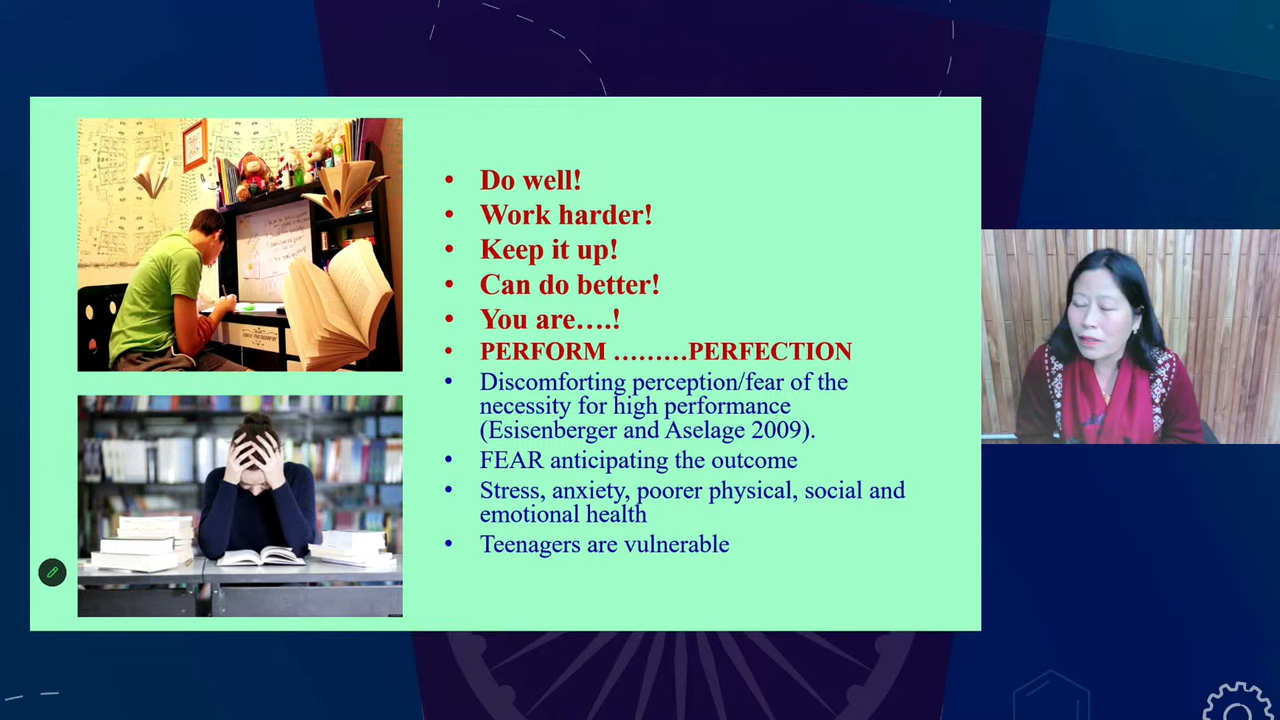 • Do well!
• Work harder!
• Keep it up!
• Can do better!
• You are….!
• PERFORM ………PERFECTION
• Discomforting perception/fear of the
necessity for high performance
(Esisenberger and Aselage 2009).
• FEAR anticipating the outcome
• Stress, anxiety, poorer physical, social and
emotional health
• Teenagers are vulnerable